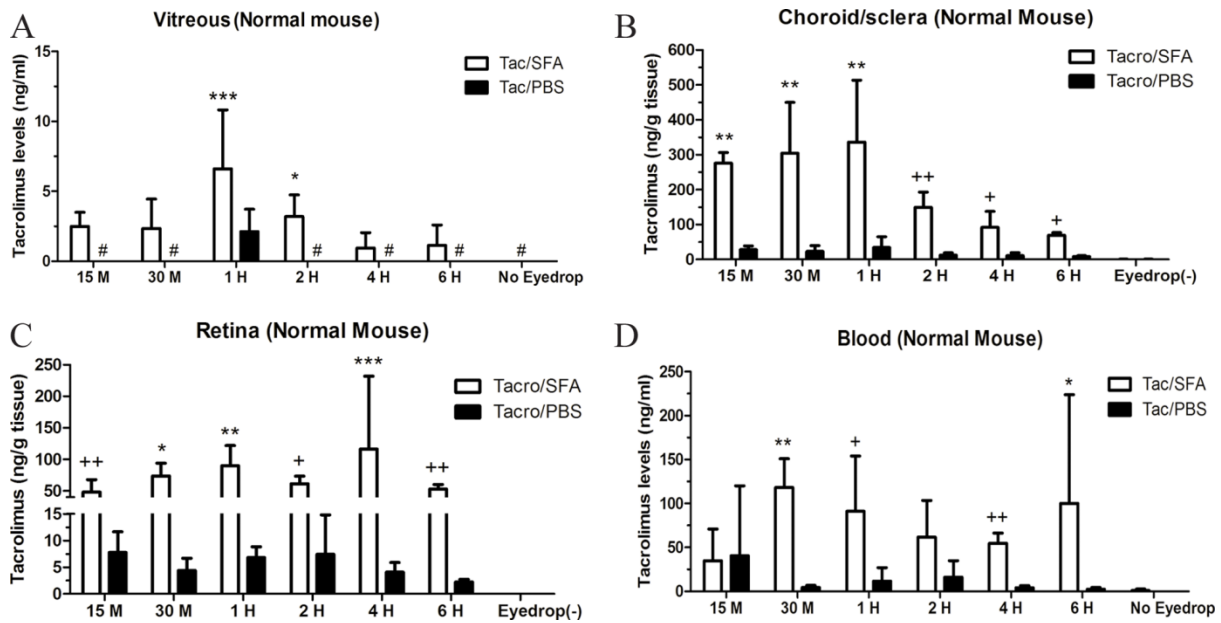 A
Vitreous (Normal mouse)
Tacrolimus levels (ng/ml)
15
10
5
0
Tac/SFA
Tac/PBS
***
*
# # # # # #
15 M 30 M 1 H 2 H 4 H 6 H No Eyedrop
B
Choroid/sclera (Normal Mouse)
Tacrolimus (ng/g tissue)
600
500
400
300
200
100
0
Tacro/SFA
Tacro/PBS
** ** ** ++ + +
15 M 30 M 1 H 2 H 4 H 6 H Eyedrop(-)
C
Retina (Normal Mouse)
Tacrolimus (ng/g tissue)
250
200
150
100
50
15
10
5
0
Tacro/SFA
Tacro/PBS
++ * ** + *** ++
15 M 30 M 1 H 2 H 4 H 6 H Eyedrop(-)
D
Blood (Normal Mouse)
Tacrolimus levels (ng/ml)
250
200
150
100
50
0
Tac/SFA
Tac/PBS
** + ++ *
15 M 30 M 1 H 2 H 4 H 6 H No Eyedrop